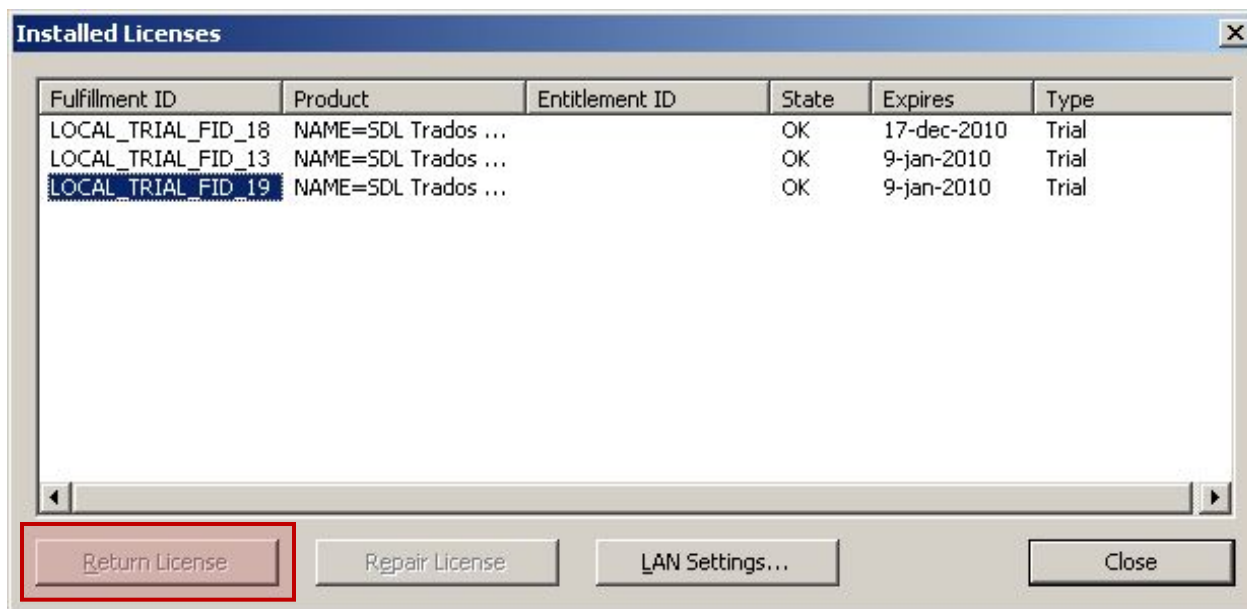 Installed Licenses
Fulfillment ID Product Entitlement ID State Expires Type
LOCAL_TRIAL_FID_18 NAME=SDL Trados ... OK 17-dec-2010 Trial
LOCAL_TRIAL_FID_13 NAME=SDL Trados ... OK 9-jan-2010 Trial
LOCAL_TRIAL_FID_19 NAME=SDL Trados ... OK 9-jan-2010 Trial
Return License Repair License LAN Settings... Close